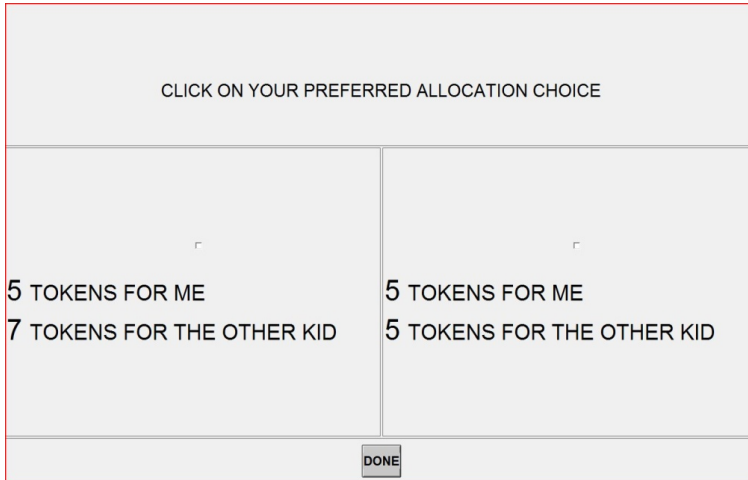 CLICK ON YOUR PREFERRED ALLOCATION CHOICE
5 TOKENS FOR ME
7 TOKENS FOR THE OTHER KID
5 TOKENS FOR ME
5 TOKENS FOR THE OTHER KID
DONE